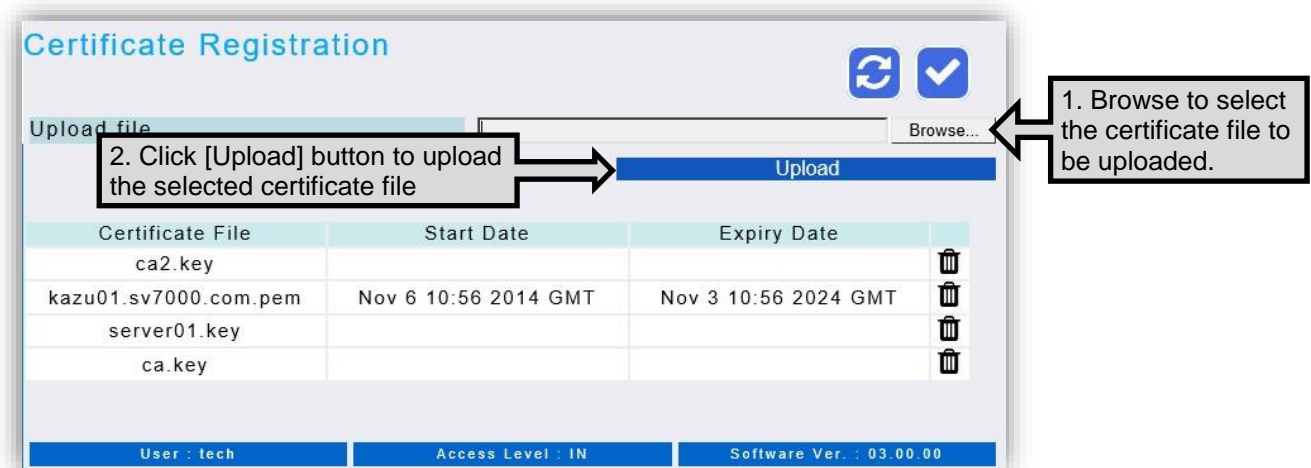 Certificate Registration
1. Browse to select
the certificate file to
be uploaded.
Upload file
Browse...
2. Click [Upload] button to upload
the selected certificate file
Upload
Certificate File Start Date Expiry Date
ca2.key
kazu01.sv7000.com.pem Nov 6 10:56 2014 GMT Nov 3 10:56 2024 GMT
server01.key
ca.key
User : tech Access Level : IN Software Ver. : 03.00.00